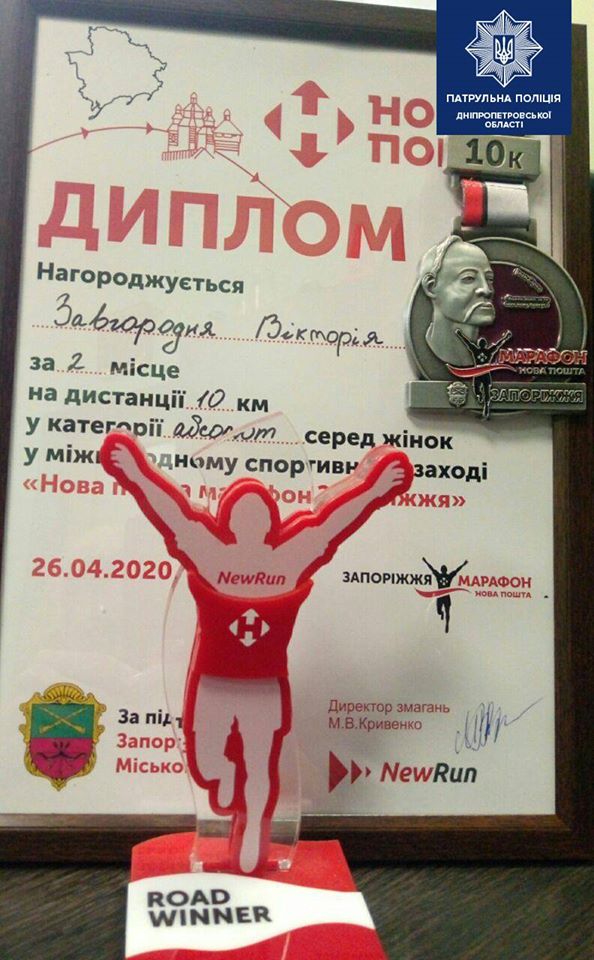 ПАТРУЛЬНА ПОЛІЦІЯ
ДНІПРОПЕТРОВСЬКОЇ
ОБЛАСТІ
10к
ДИПЛОМ
Нагороджується
Завгородня Вікторія
за 2 місце
на дистанції 10 км
у категорії абсолют серед жінок
заході
26.04.2020
МАРАФОН
НОВА ПОШТА
ЗАПОРІЖЖЯ
ЗАПОРІЖЖЯ МАРАФОН
НОВА ПОШТА
NewRun
Директор змагань
М.В.Кривенко
NewRun
ROAD
WINNER